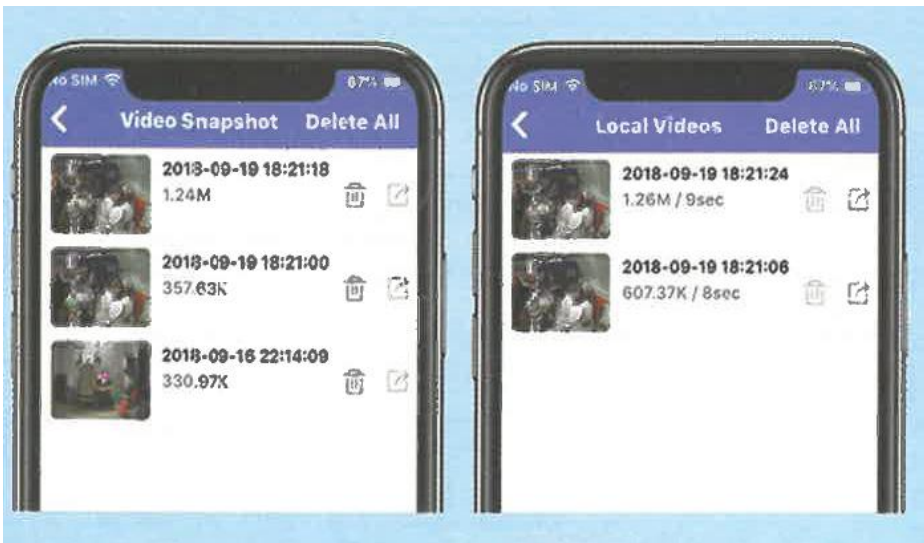 No SIM 67%
Video Snapshot Delete All
2018-09-19 18:21:18
1.24M
2018-09-19 18:21:00
357.63K
2018-09-16 22:14:09
330.97K
No SIM 67%
Local Videos Delete All
2018-09-19 18:21:24
1.26M / 9sec
2018-09-19 18:21:06
607.37K / 8sec